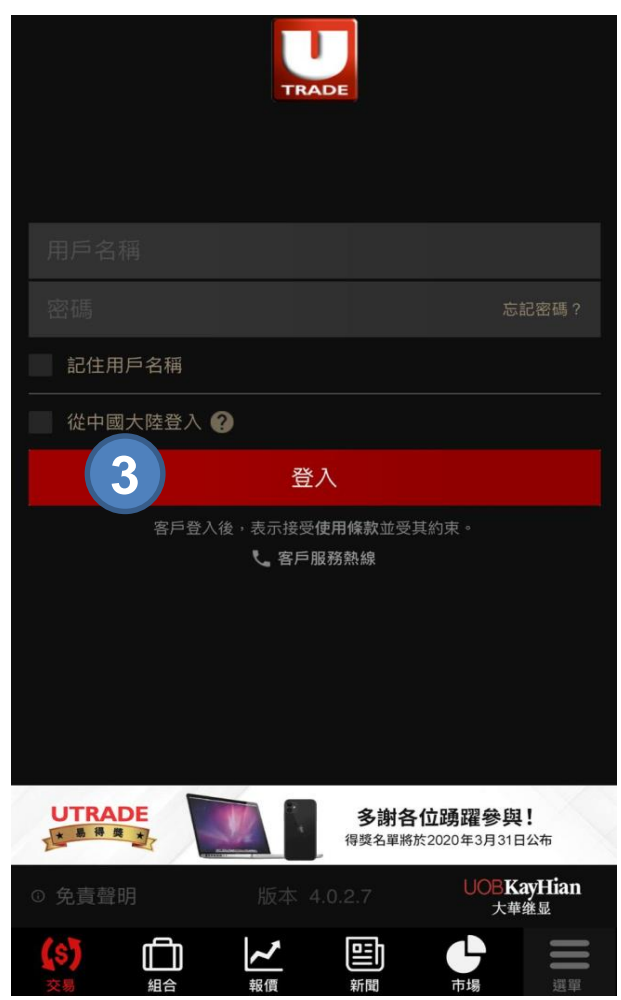 U
TRADE
用戶名稱
密碼 忘記密碼？
記住用戶名稱
從中國大陸登入 ?
3 登入
客戶登入後，表示接受使用條款並受其約束。
客戶服務熱線
UTRADE 多謝各位踴躍參與！
易得獎 得獎名單將於2020年3月31日公布
免責聲明 版本 4.0.2.7 UOBKayHian
大華继显
交易 組合 報價 新聞 市場 選單